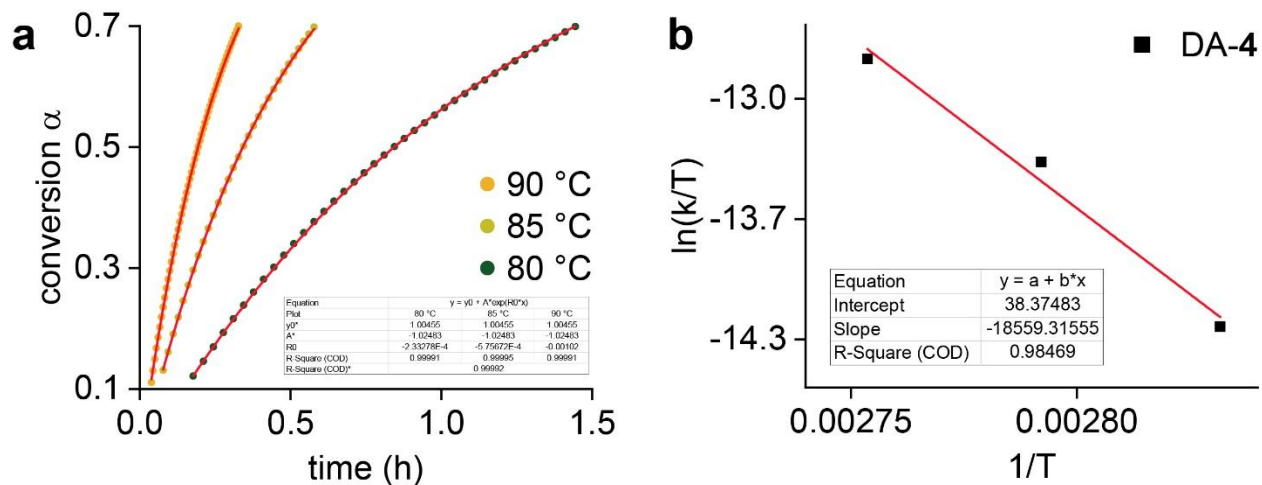 a
0.7
0.5
0.3
0.1
conversion α
0.0 0.5 1.0 1.5
time (h)
90 °C
85 °C
80 °C
Equation y = y0 + A*exp(R0*x)
Plot 80 °C 85 °C 90 °C
y0* 1.00455 1.00455 1.00455
A* -1.02483 -1.02483 -1.02483
R0 -2.33278E-4 -5.75672E-4 -0.00102
R-Square (COD) 0.99991 0.99995 0.99991
R-Square (COD)* 0.99992
b
DA-4
-13.0
-13.7
-14.3
ln(k/T)
Equation y = a + b*x
Intercept 38.37483
Slope -18559.31555
R-Square (COD) 0.98469
0.00275 0.00280
1/T